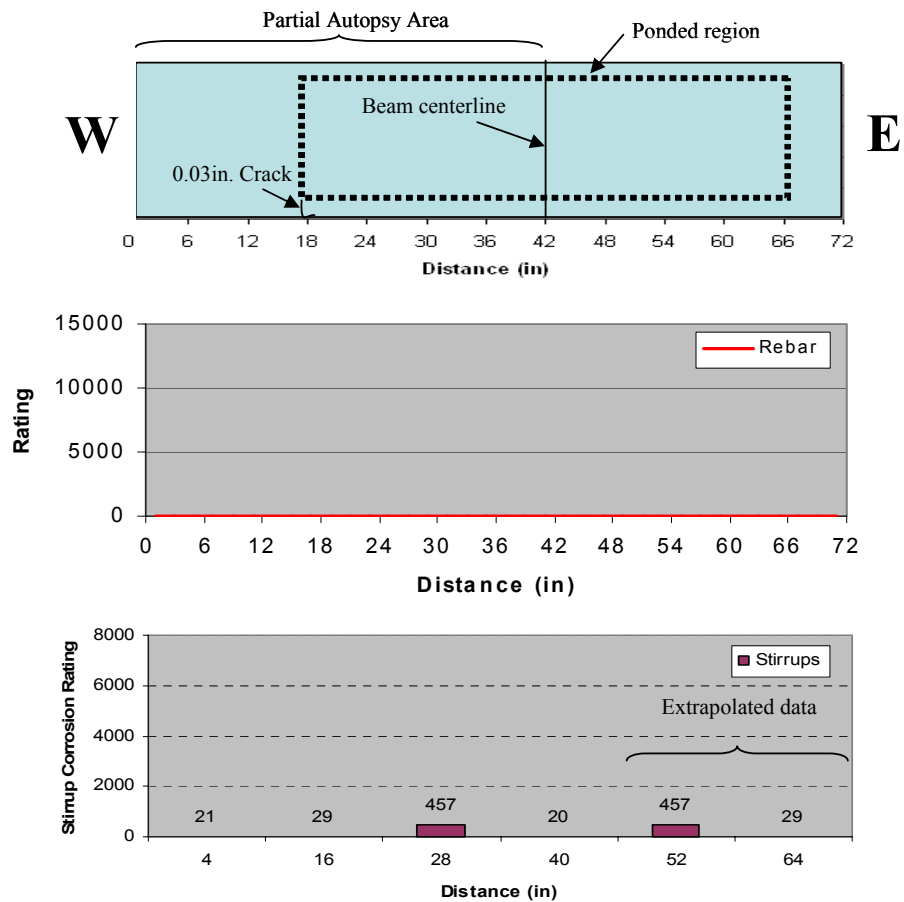 Partial Autopsy Area
Ponded region
Beam centerline
W
E
0.03in. Crack
0 6 12 18 24 30 36 42 48 54 60 66 72
Distance (in)
15000
10000
5000
0
Rating
Rebar
0 6 12 18 24 30 36 42 48 54 60 66 72
Distance (in)
8000
6000
4000
2000
0
Stirrup Corrosion Rating
Stirrups
Extrapolated data
21 29 457 20 457 29
4 16 28 40 52 64
Distance (in)